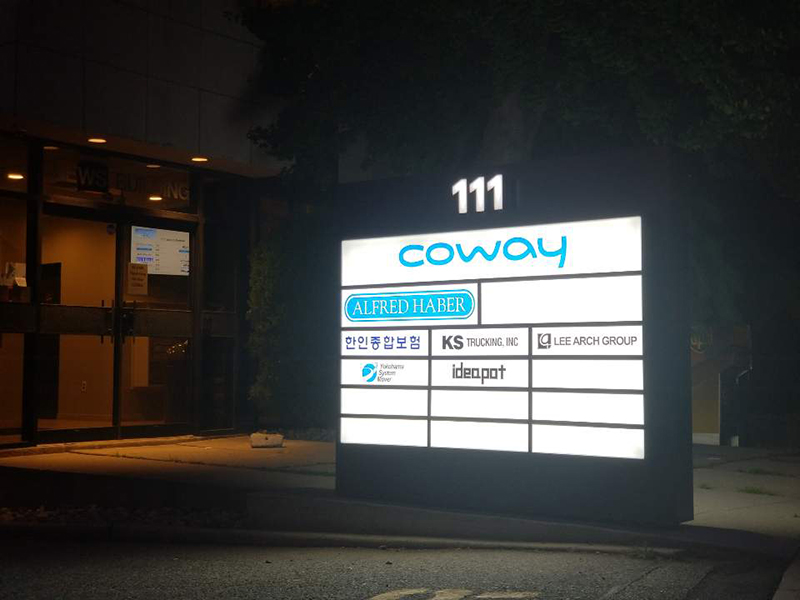 111
coway
ALFRED HABER
한인종합보험
KS TRUCKING, INC
LEE ARCH GROUP
Yokohama
System
Mover
ideapot